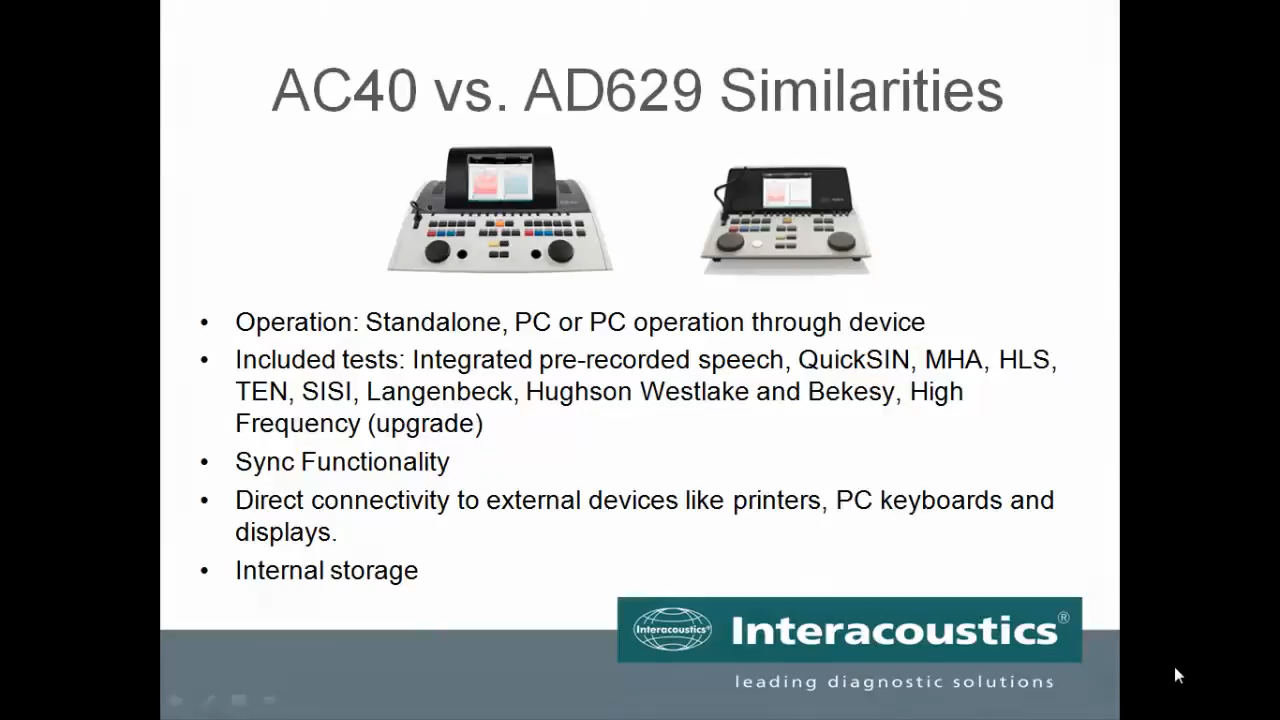 AC40 vs. AD629 Similarities
• Operation: Standalone, PC or PC operation through device
• Included tests: Integrated pre-recorded speech, QuickSIN, MHA, HLS,
TEN, SISI, Langenbeck, Hughson Westlake and Bekesy, High
Frequency (upgrade)
• Sync Functionality
• Direct connectivity to external devices like printers, PC keyboards and
displays.
• Internal storage
Interacoustics®
Interacoustics®
leading diagnostic solutions